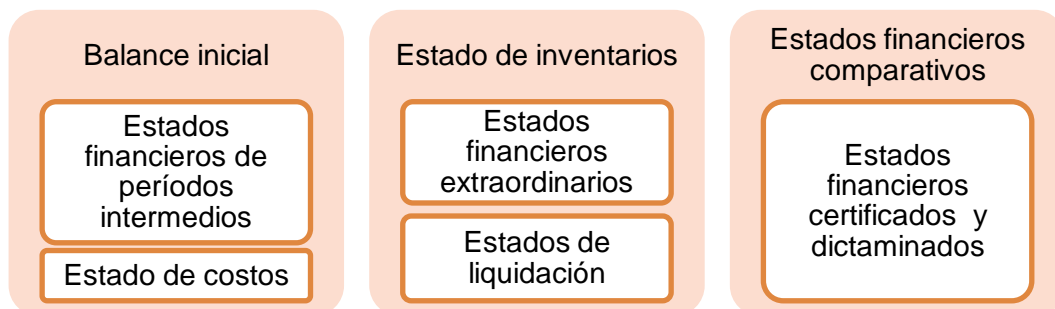 Balance inicial
Estados
financieros de
períodos
intermedios
Estado de costos
Estado de inventarios
Estados
financieros
extraordinarios
Estados de
liquidación
Estados financieros
comparativos
Estados
financieros
certificados y
dictaminados